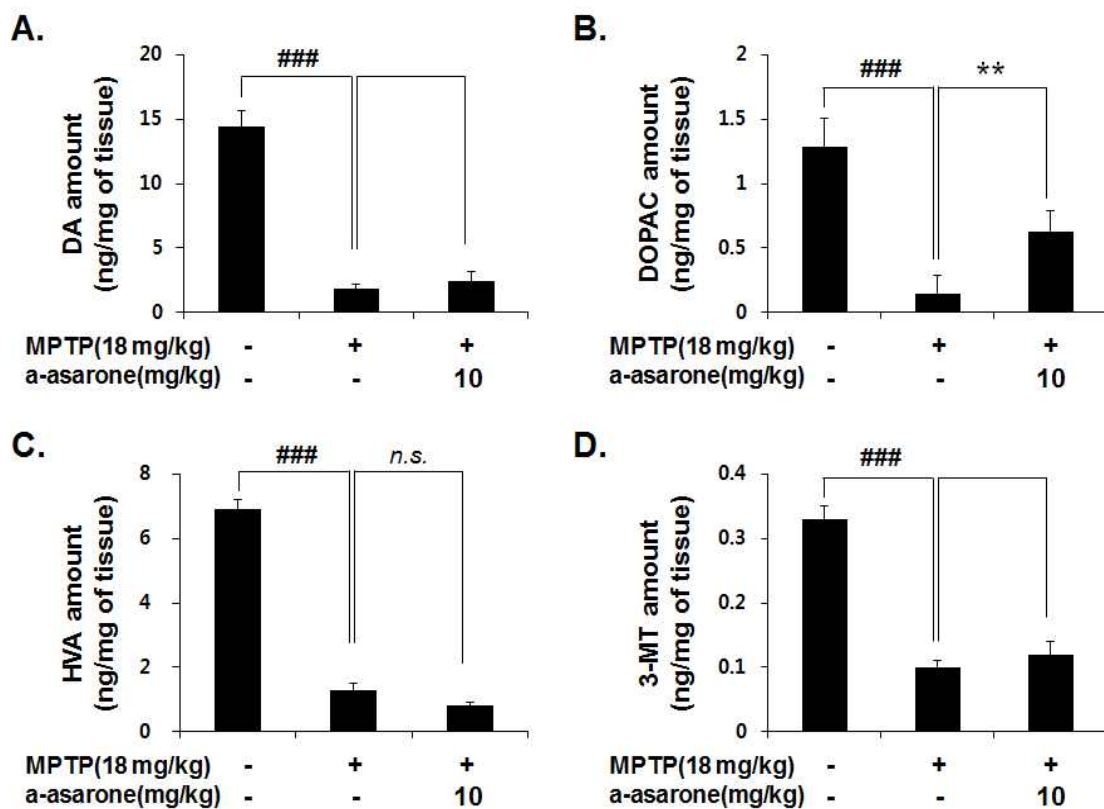 A.
###
DA amount
(ng/mg of tissue)
20
15
10
5
0
MPTP(18 mg/kg) - + +
a-asarone(mg/kg) - - 10
B.
### **
DOPAC amount
(ng/mg of tissue)
2
1.5
1
0.5
0
MPTP(18 mg/kg) - + +
a-asarone(mg/kg) - - 10
C.
### n.s.
HVA amount
(ng/mg of tissue)
8
6
4
2
0
MPTP(18 mg/kg) - + +
a-asarone(mg/kg) - - 10
D.
###
3-MT amount
(ng/mg of tissue)
0.4
0.3
0.2
0.1
0
MPTP(18 mg/kg) - + +
a-asarone(mg/kg) - - 10